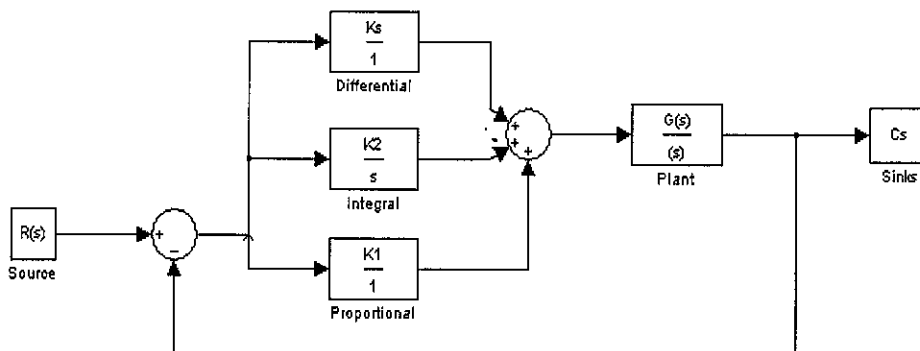 Ks
1
Differential
K2
s
Integral
K1
1
Proportional
R(s)
Source
+
−
+
+
+
G(s)
(s)
Plant
Cs
Sinks